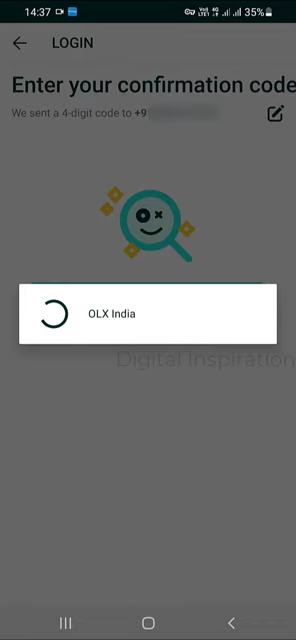 14:37 35%
LOGIN
Enter your confirmation code
We sent a 4-digit code to +9
OLX India
Digital Inspiration